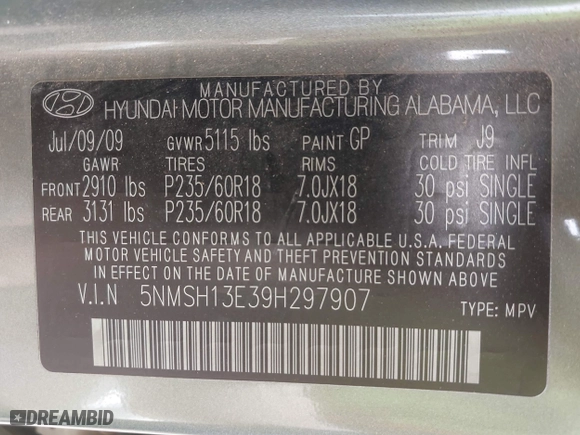 MANUFACTURED BY
HYUNDAI MOTOR MANUFACTURING ALABAMA, LLC
Jul/09/09 GVWR 5115 lbs PAINT GP TRIM J9
GAWR TIRES RIMS COLD TIRE INFL
FRONT 2910 lbs P235/60R18 7.0JX18 30 psi SINGLE
REAR 3131 lbs P235/60R18 7.0JX18 30 psi SINGLE
THIS VEHICLE CONFORMS TO ALL APPLICABLE U.S.A. FEDERAL
MOTOR VEHICLE SAFETY AND THEFT PREVENTION STANDARDS
IN EFFECT ON THE DATE OF MANUFACTURE SHOWN ABOVE.
V.I.N 5NMSH13E39H297907 TYPE: MPV
DREAMBID